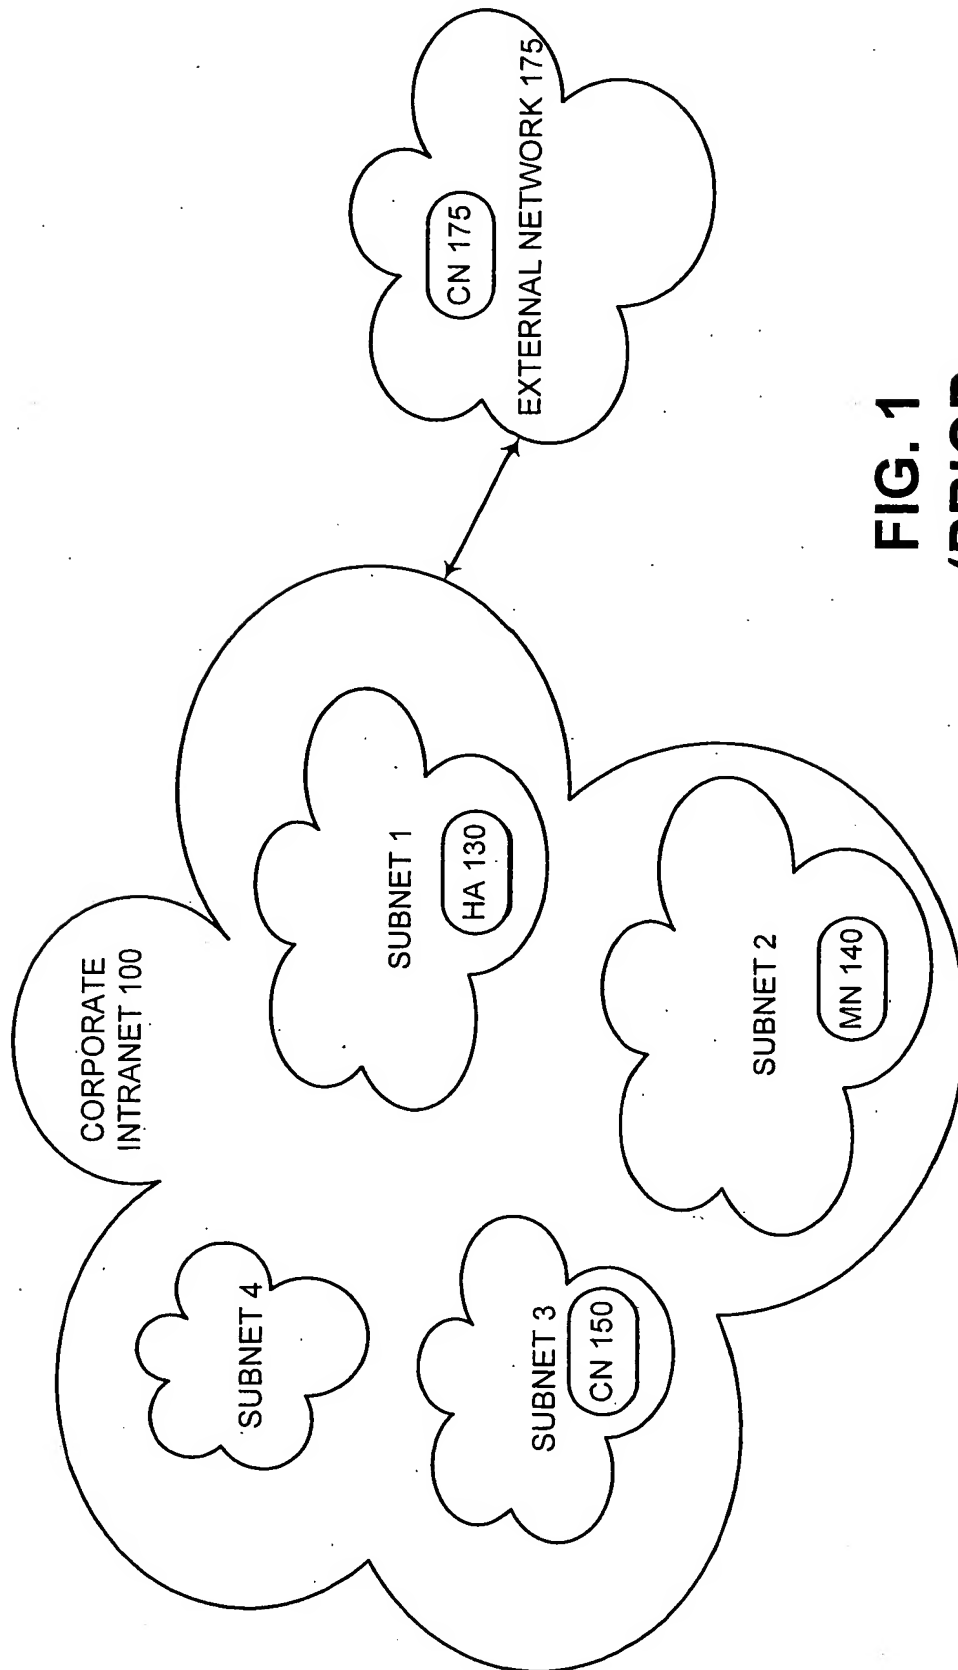 CORPORATE
INTRANET 100
SUBNET 4
SUBNET 1
HA 130
SUBNET 3
CN 150
SUBNET 2
MN 140
CN 175
EXTERNAL NETWORK 175
FIG. 1